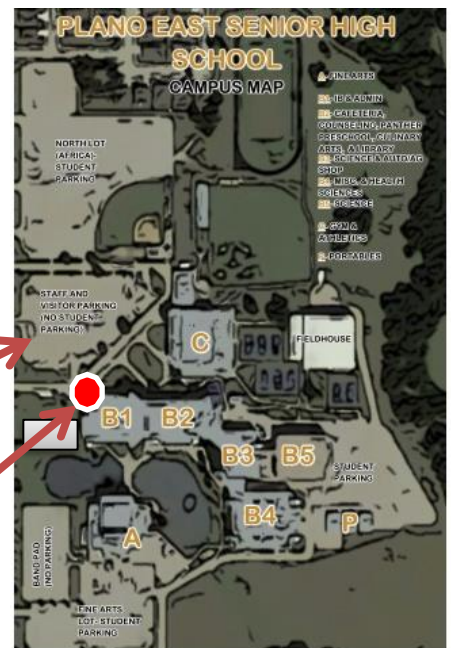 PLANO EAST SENIOR HIGH
SCHOOL
CAMPUS MAP
A-FINE ARTS
B1-IB & ADMIN
B2-CAFETERIA,
COUNSELING, PANTHER
PRESCHOOL, CULINARY
ARTS, & LIBRARY
B3-SCIENCE & AUTO/AG
SHOP
B4-MISC. & HEALTH
SCIENCES
B5-SCIENCE
C-GYM &
ATHLETICS
P-PORTABLES
NORTH LOT
(AFRICA)-
STUDENT
PARKING
STAFF AND
VISITOR PARKING
(NO STUDENT
PARKING)
C
FIELDHOUSE
B1
B2
B3
B5
STUDENT
PARKING
B4
P
A
BAND PAD
(NO PARKING)
FINE ARTS
LOT- STUDENT
PARKING